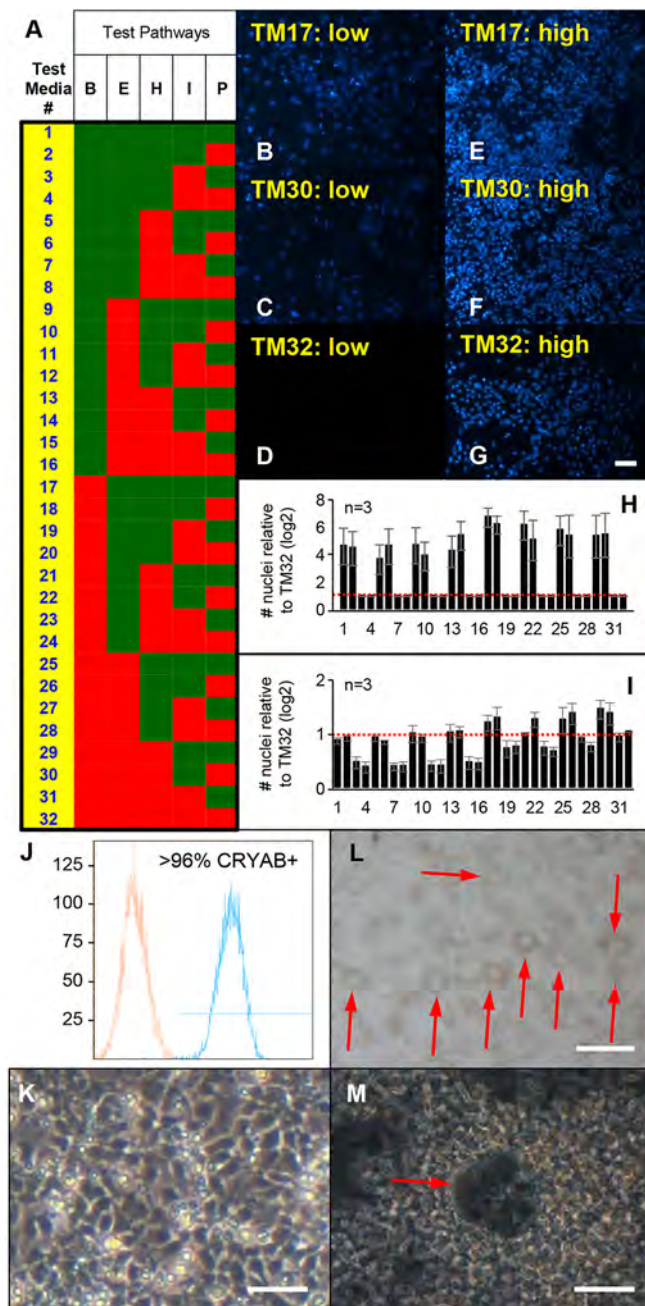 A
Test Pathways
Test
Media
#
B E H I P
1
2
3
4
5
6
7
8
9
10
11
12
13
14
15
16
17
18
19
20
21
22
23
24
25
26
27
28
29
30
31
32
TM17: low
B
TM17: high
E
TM30: low
C
TM30: high
F
TM32: low
D
TM32: high
G
# nuclei relative
to TM32 (log2)
8
6
4
2
0
n=3
H
1 4 7 10 13 16 19 22 25 28 31
# nuclei relative
to TM32 (log2)
2
1
0
n=3
I
1 4 7 10 13 16 19 22 25 28 31
J
125
100
75
50
25
>96% CRYAB+
L
K
M